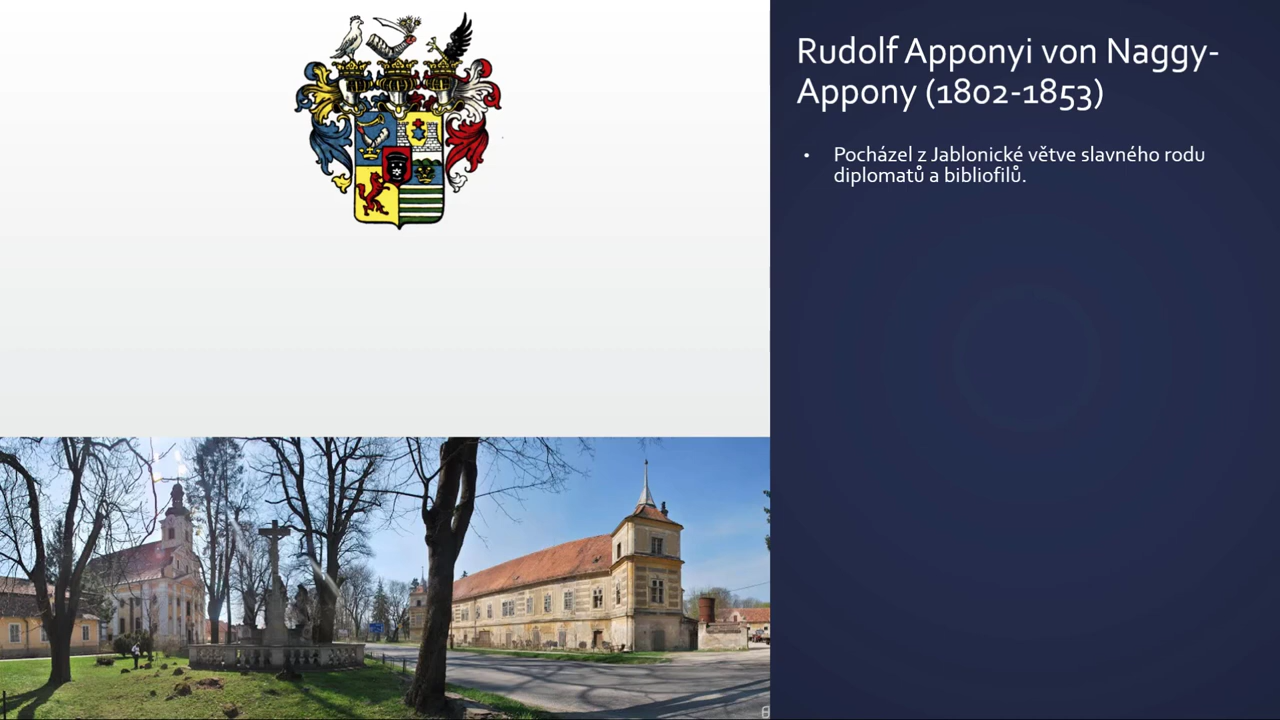 Rudolf Apponyi von Naggy-
Appony (1802-1853)
• Pocházel z Jablonické větve slavného rodu
diplomatů a bibliofilů.